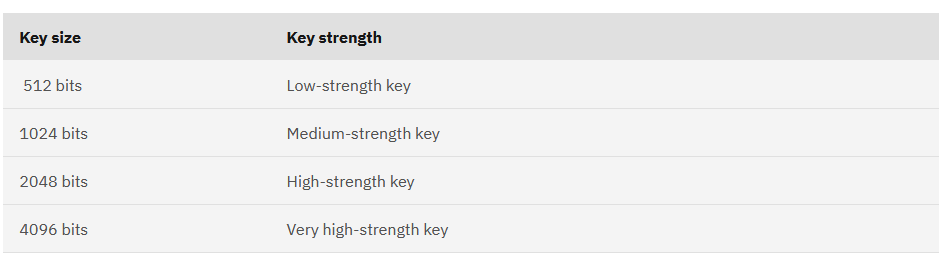 Key size Key strength
512 bits Low-strength key
1024 bits Medium-strength key
2048 bits High-strength key
4096 bits Very high-strength key